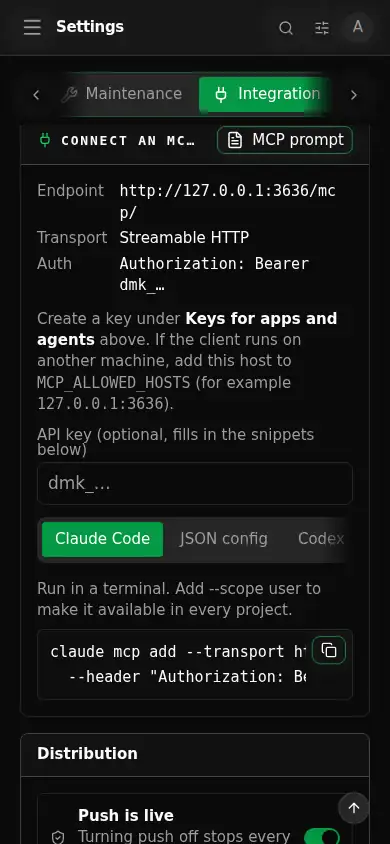 Settings
A
Maintenance
Integration
CONNECT AN MC…
MCP prompt
Endpoint
http://127.0.0.1:3636/mc
p/
Transport
Streamable HTTP
Auth
Authorization: Bearer
dmk_…
Create a key under Keys for apps and
agents above. If the client runs on
another machine, add this host to
MCP_ALLOWED_HOSTS (for example
127.0.0.1:3636).
API key (optional, fills in the snippets
below)
dmk_...
Claude Code
JSON config
Codex
Run in a terminal. Add --scope user to
make it available in every project.
claude mcp add --transport ht
--header "Authorization: Be
Distribution
Push is live
Turning push off stops every